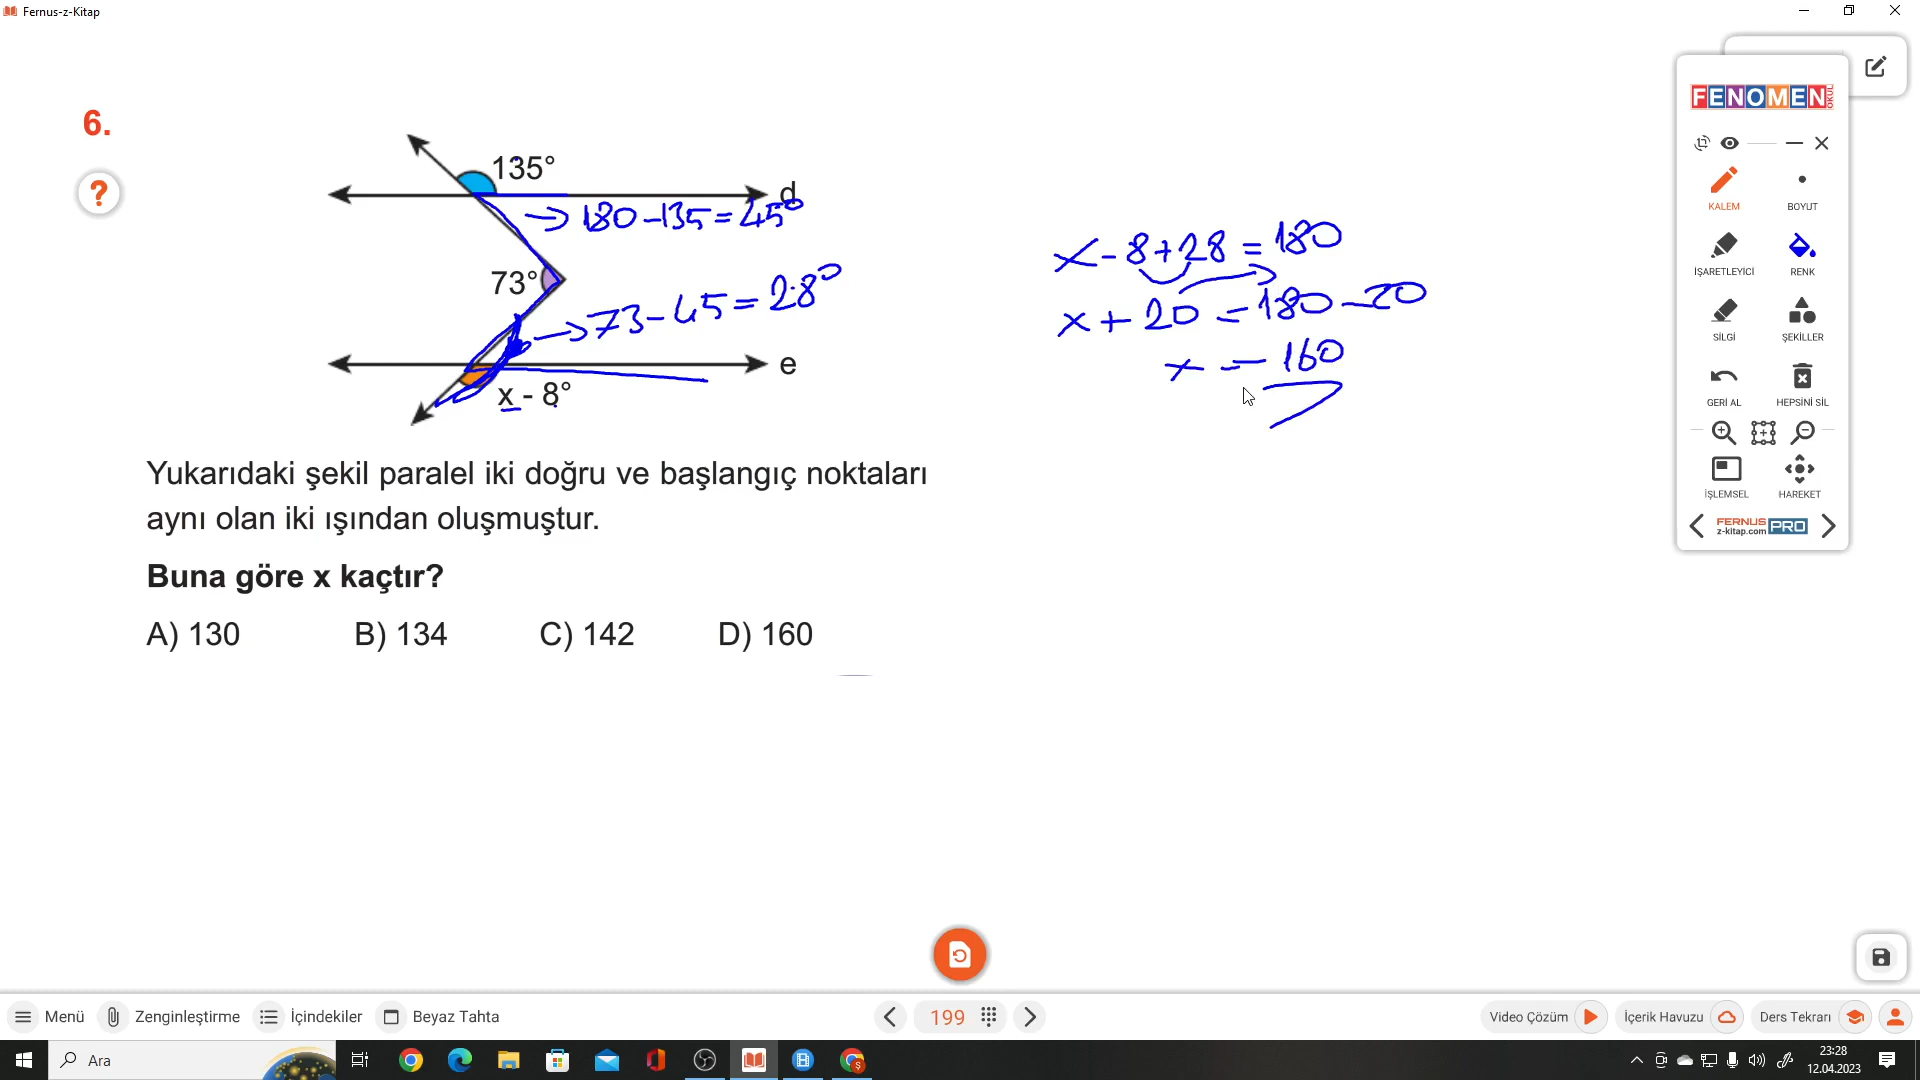 Fernus-z-Kitap
6.
135°
d
→ 180-135=45°
73°
→ 73-45=28°
e
x - 8°
x-8+28=180
x+20=180-20
x=160
Yukarıdaki şekil paralel iki doğru ve başlangıç noktaları
aynı olan iki ışından oluşmuştur.
Buna göre x kaçtır?
A) 130 B) 134 C) 142 D) 160
FENOMEN OKUL
KALEM BOYUT
İŞARETLEYİCİ RENK
SİLGİ ŞEKİLLER
GERİ AL HEPSİNİ SİL
İŞLEMSEL HAREKET
FERNUS z-kitap.com PRO
Menü Zenginleştirme İçindekiler Beyaz Tahta 199 Video Çözüm İçerik Havuzu Ders Tekrarı
Ara
23:28
12.04.2023